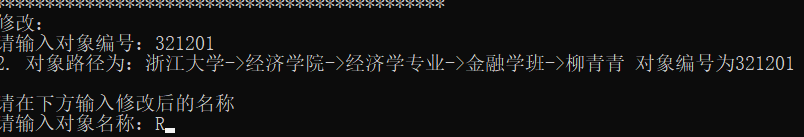 *************************************************
修改：
请输入对象编号：321201
2. 对象路径为：浙江大学->经济学院->经济学专业->金融学班->柳青青 对象编号为321201
请在下方输入修改后的名称
请输入对象名称：R